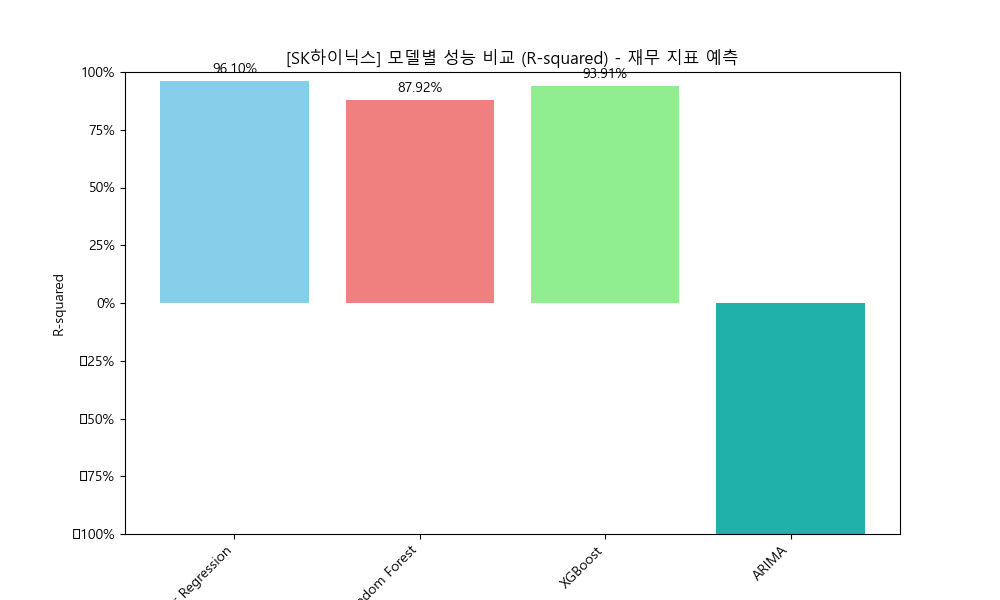 [SK하이닉스] 모델별 성능 비교 (R-squared) - 재무 지표 예측
96.10%
87.92%
93.91%
100%
75%
50%
25%
0%
□25%
□50%
□75%
□100%
R-squared
Regression
dom Forest
XGBoost
ARIMA